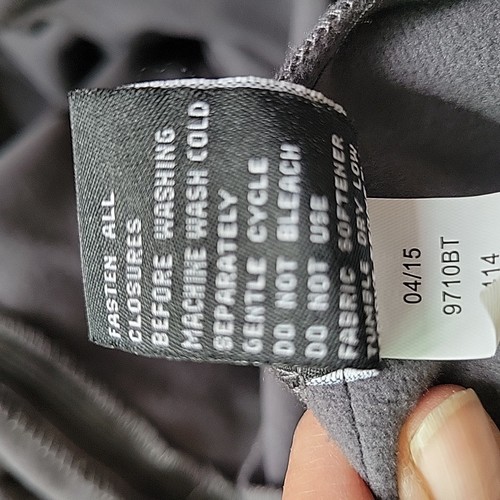 FASTEN ALL
CLOSURES
BEFORE WASHING
MACHINE WASH COLD
SEPARATELY
GENTLE CYCLE
DO NOT BLEACH
DO NOT USE
FABRIC SOFTENER
TUMBLE DRY LOW
04/15
9710BT
114